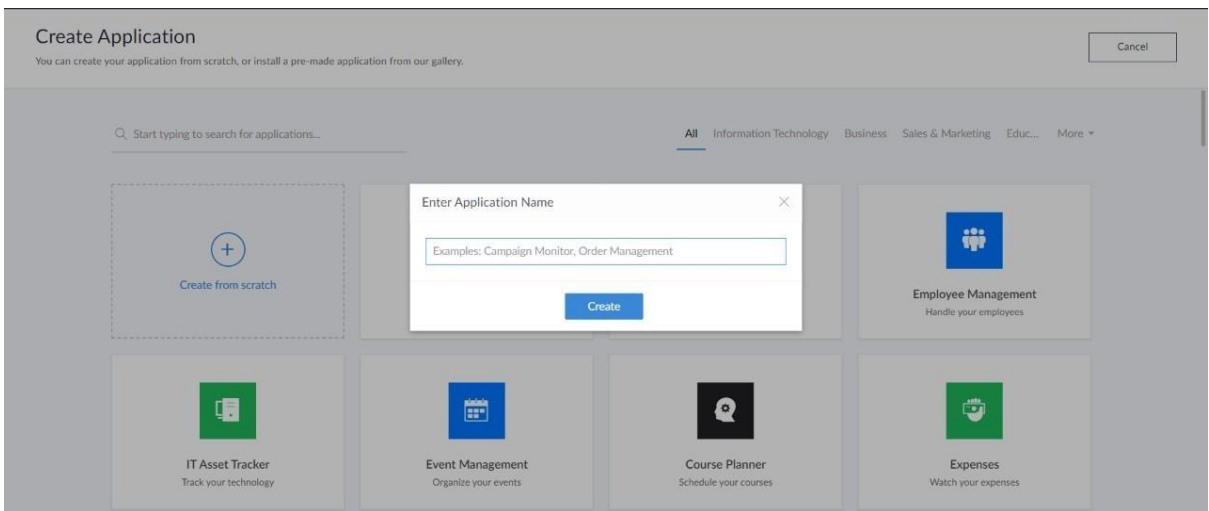 Create Application
You can create your application from scratch, or install a pre-made application from our gallery.
Cancel
Start typing to search for applications...
All Information Technology Business Sales & Marketing Educ... More
Enter Application Name
Examples: Campaign Monitor, Order Management
Create
Create from scratch
Employee Management
Handle your employees
IT Asset Tracker
Track your technology
Event Management
Organize your events
Course Planner
Schedule your courses
Expenses
Watch your expenses